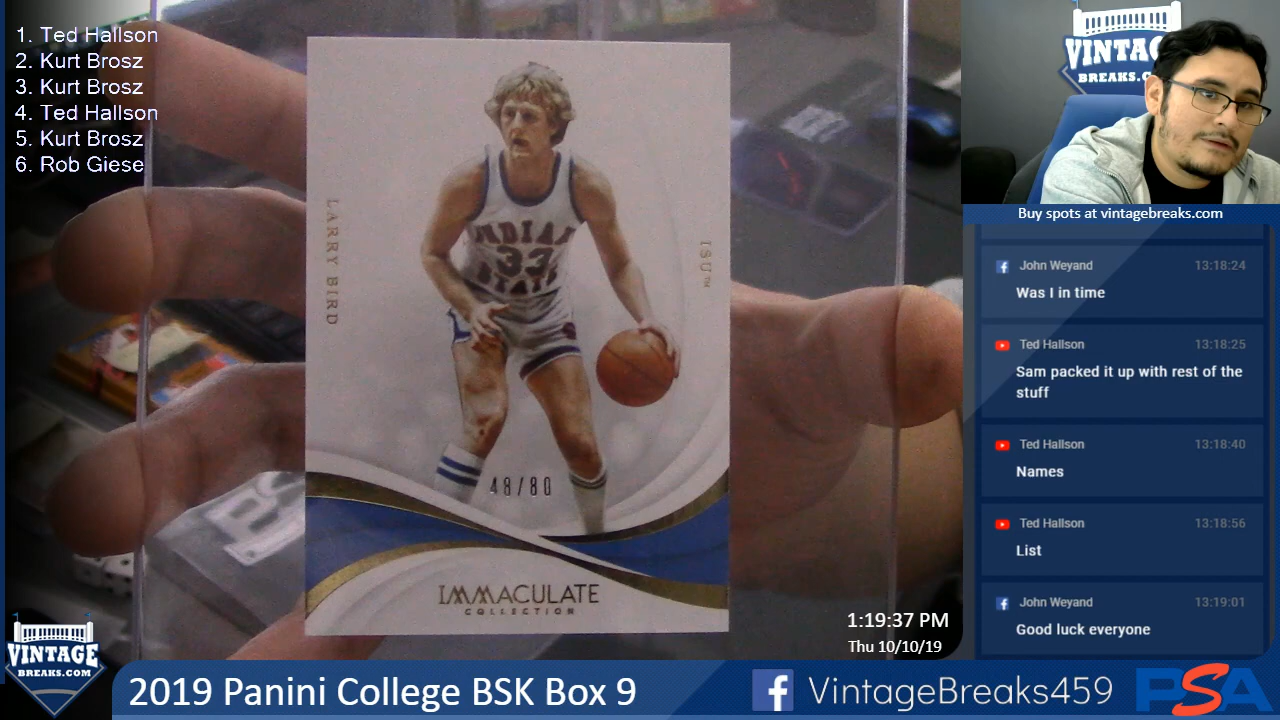 1. Ted Hallson
2. Kurt Brosz
3. Kurt Brosz
4. Ted Hallson
5. Kurt Brosz
6. Rob Giese
LARRY BIRD
ISU™
INDIANA
33
STATE
48/80
IMMACULATE
COLLECTION
VINTAGE
BREAKS.C
Buy spots at vintagebreaks.com
John Weyand 13:18:24
Was I in time
Ted Hallson 13:18:25
Sam packed it up with rest of the
stuff
Ted Hallson 13:18:40
Names
Ted Hallson 13:18:56
List
John Weyand 13:19:01
Good luck everyone
1:19:37 PM
Thu 10/10/19
VINTAGE
BREAKS.COM
2019 Panini College BSK Box 9
f VintageBreaks459
PSA